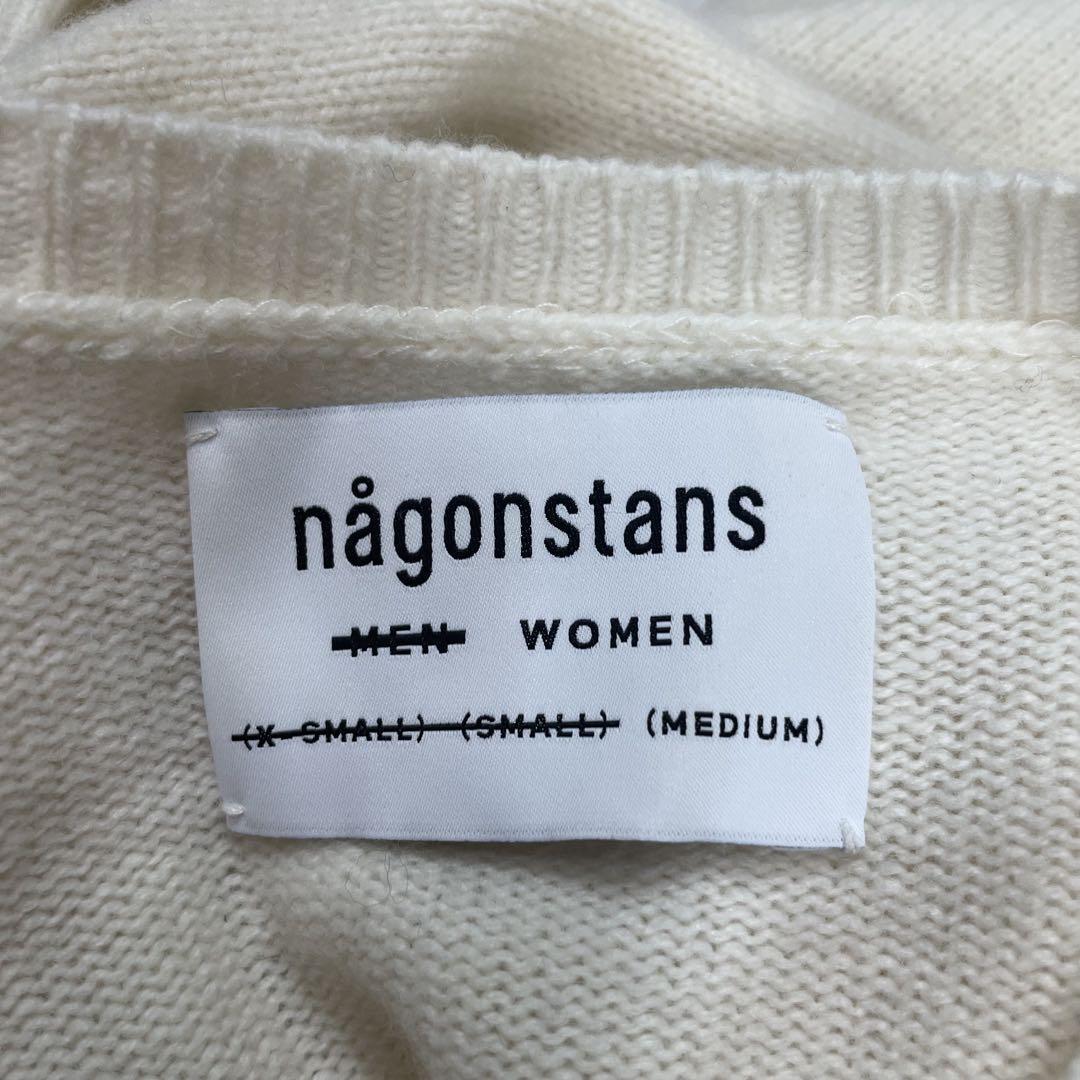 någonstans
MEN WOMEN
(X-SMALL) (SMALL) (MEDIUM)